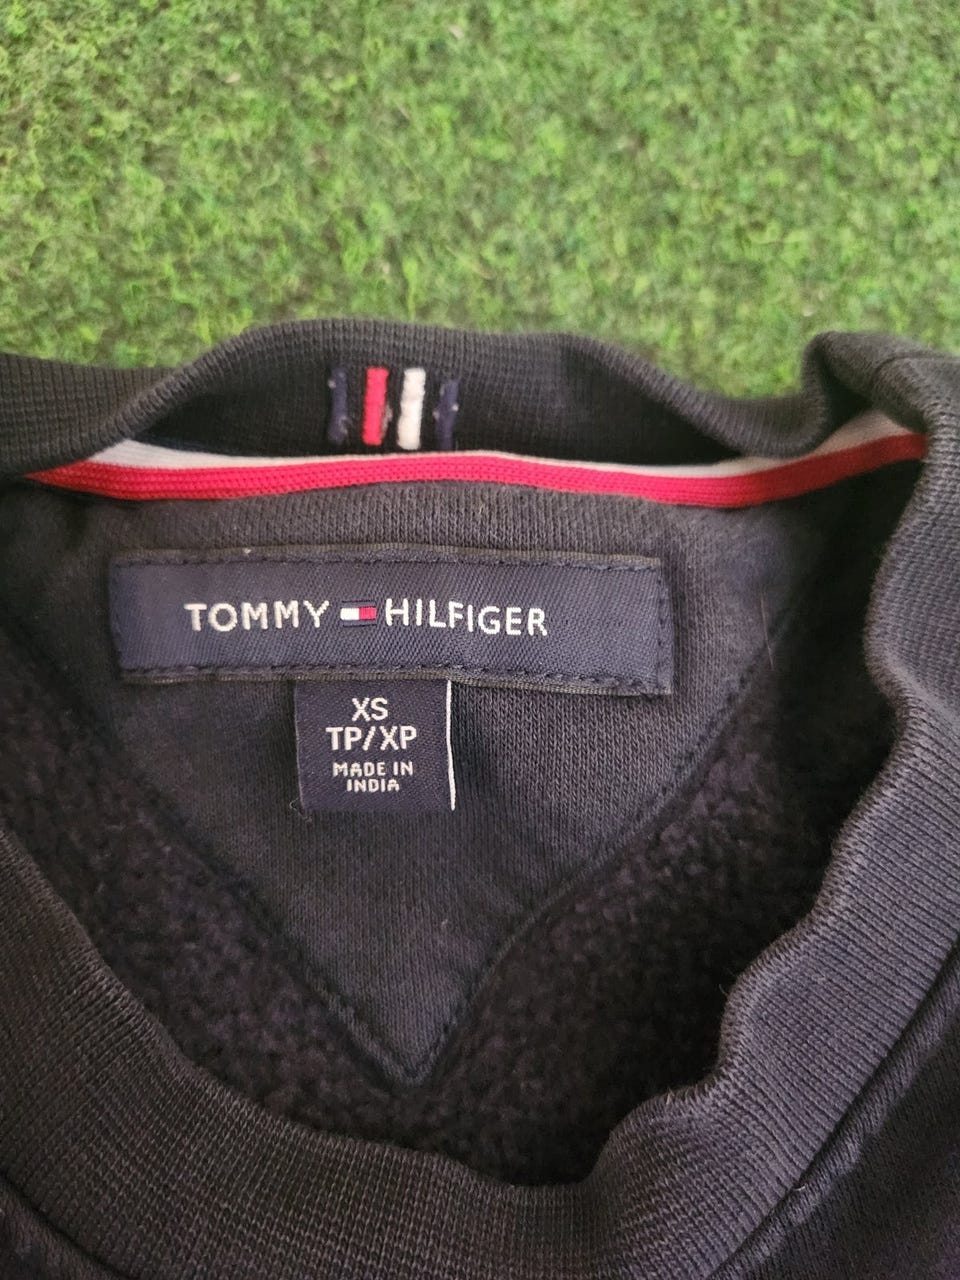 TOMMY HILFIGER
XS
TP/XP
MADE IN
INDIA